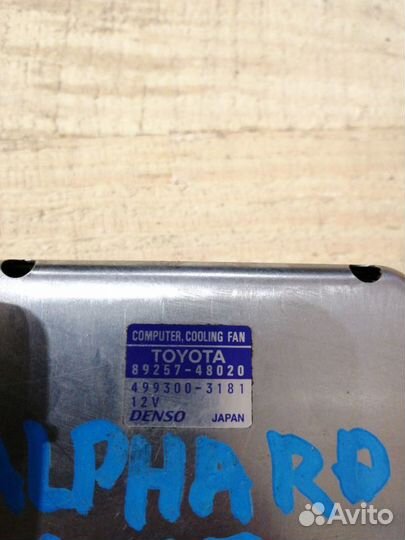 COMPUTER, COOLING FAN
TOYOTA
89257-48020
499300-3181
12V
DENSO JAPAN
ALPHARD
Avito